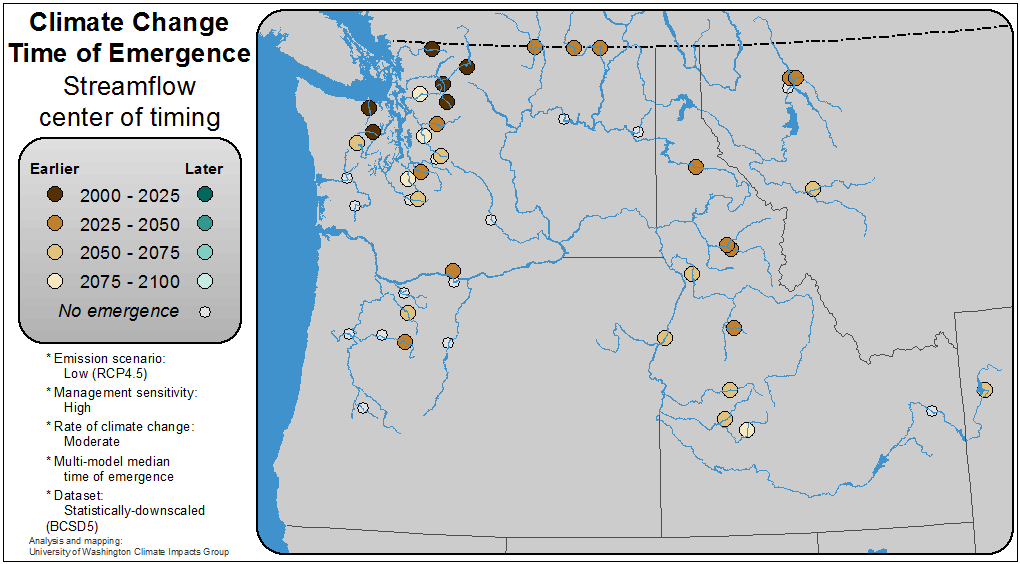 Climate Change
Time of Emergence
Streamflow
center of timing
Earlier Later
2000 - 2025
2025 - 2050
2050 - 2075
2075 - 2100
No emergence
* Emission scenario:
Low (RCP4.5)
* Management sensitivity:
High
* Rate of climate change:
Moderate
* Multi-model median
time of emergence
* Dataset:
Statistically-downscaled
(BCSD5)
Analysis and mapping:
University of Washington Climate Impacts Group